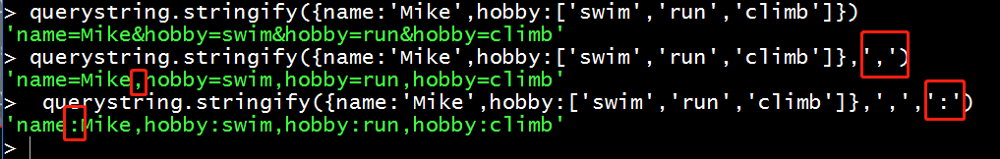 > querystring.stringify({name:'Mike',hobby:['swim','run','climb']})
'name=Mike&hobby=swim&hobby=run&hobby=climb'
> querystring.stringify({name:'Mike',hobby:['swim','run','climb']},',')
'name=Mike,hobby=swim,hobby=run,hobby=climb'
>  querystring.stringify({name:'Mike',hobby:['swim','run','climb']},',',':')
'name:Mike,hobby:swim,hobby:run,hobby:climb'
>